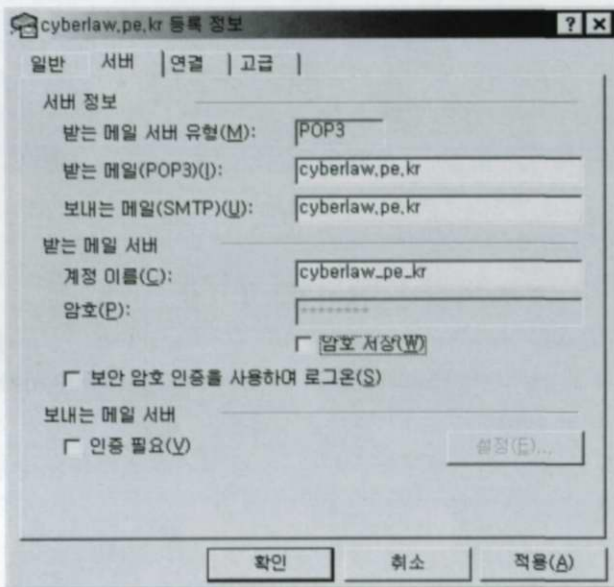 cyberlaw.pe.kr 등록 정보
일반 서버 연결 고급
서버 정보
받는 메일 서버 유형(M): POP3
받는 메일(POP3)(I): cyberlaw.pe.kr
보내는 메일(SMTP)(U): cyberlaw.pe.kr
받는 메일 서버
계정 이름(C): cyberlaw_pe_kr
암호(P): ********
암호 저장(W)
보안 암호 인증을 사용하여 로그온(S)
보내는 메일 서버
인증 필요(V) 설정(E)...
확인 취소 적용(A)